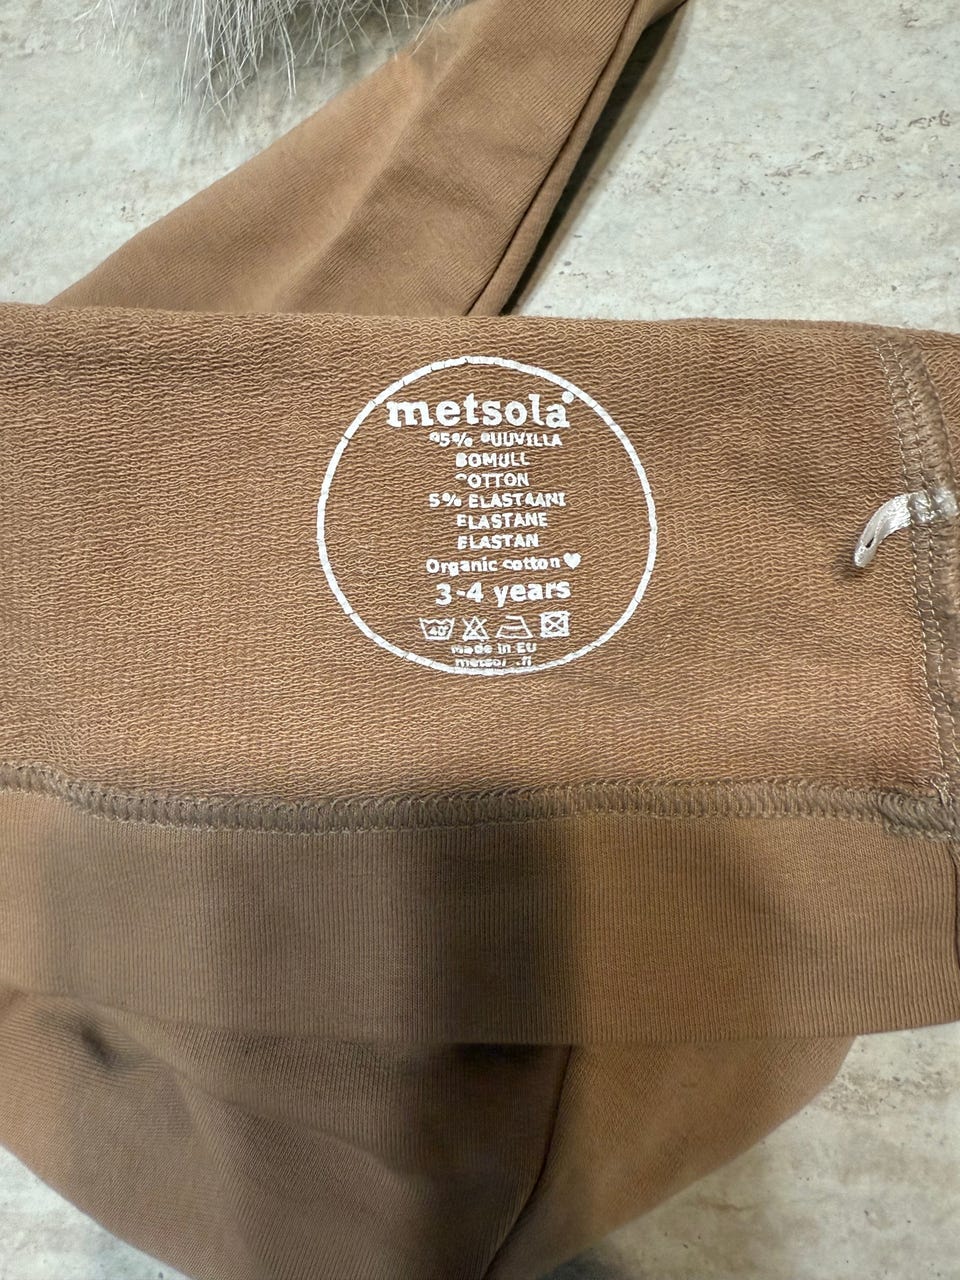 metsola®
95% PUUVILLA
BOMULL
COTTON
5% ELASTAANI
ELASTANE
ELASTAN
Organic cotton ♥
3-4 years
40°
made in EU